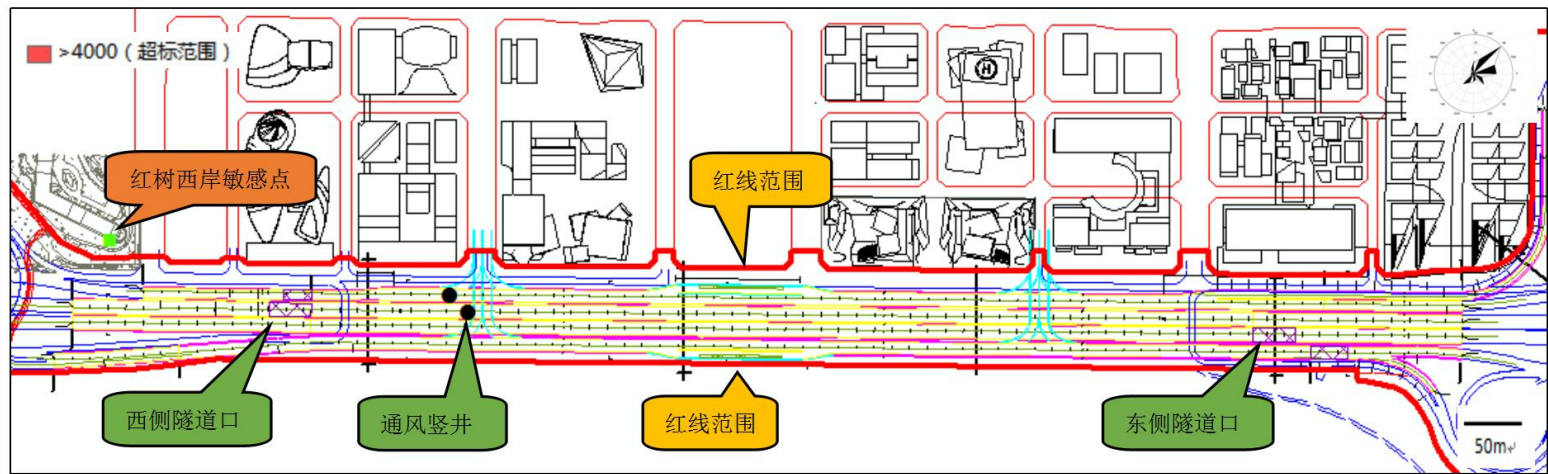 >4000（超标范围）
红树西岸敏感点
红线范围
H
西侧隧道口
通风竖井
红线范围
东侧隧道口
50m